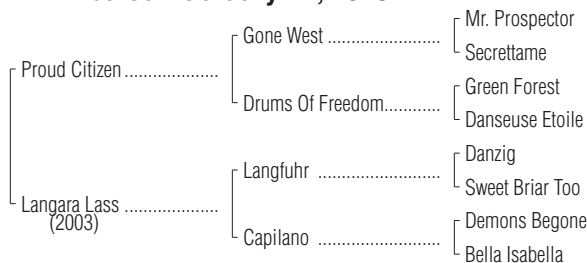 Mr. Prospector
Gone West
Secrettame
Proud Citizen
Green Forest
Drums Of Freedom
Danseuse Etoile
Danzig
Langfuhr
Sweet Briar Too
Langara Lass
(2003)
Demons Begone
Capilano
Bella Isabella